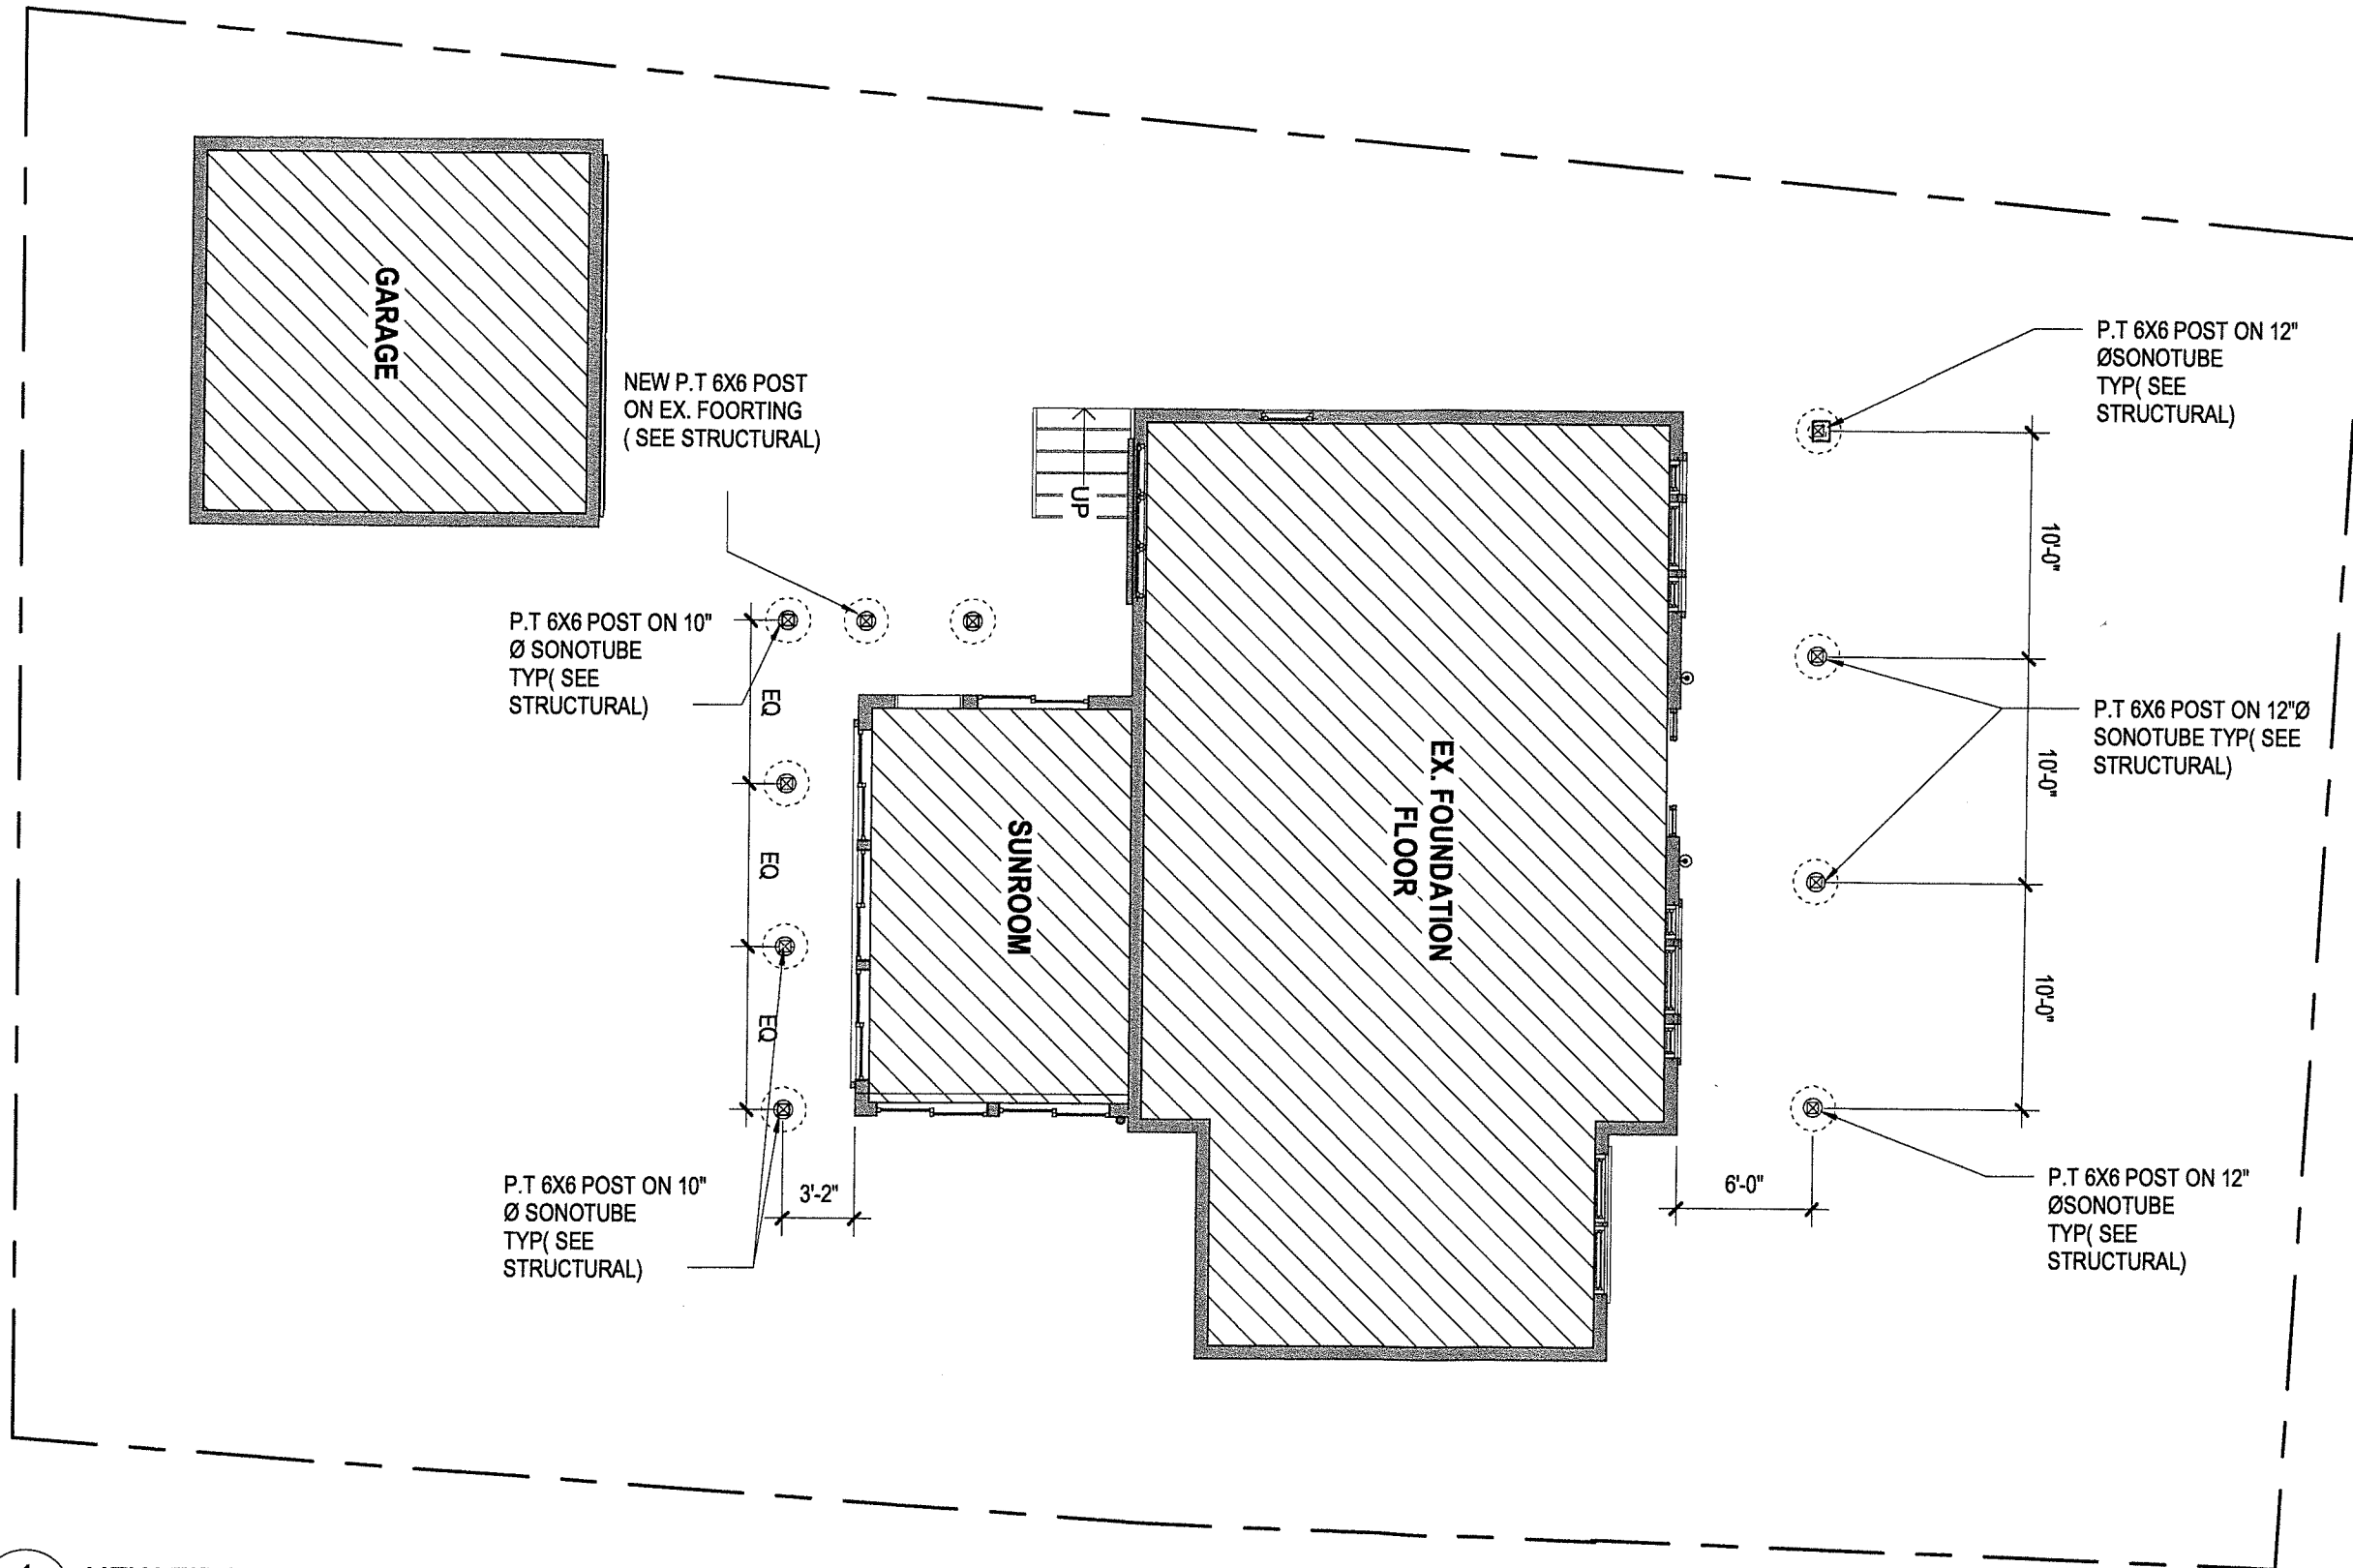 P.T 6X6 POST ON 12"
ØSONOTUBE
TYP( SEE
STRUCTURAL)
GARAGE
NEW P.T 6X6 POST
ON EX. FOORTING
( SEE STRUCTURAL)
UP
10'-0"
P.T 6X6 POST ON 10"
Ø SONOTUBE
TYP( SEE
STRUCTURAL)
EQ
EQ
EQ
SUNROOM
EX. FOUNDATION
FLOOR
P.T 6X6 POST ON 12"Ø
SONOTUBE TYP( SEE
STRUCTURAL)
10'-0"
10'-0"
P.T 6X6 POST ON 10"
Ø SONOTUBE
TYP( SEE
STRUCTURAL)
3'-2"
6'-0"
P.T 6X6 POST ON 12"
ØSONOTUBE
TYP( SEE
STRUCTURAL)